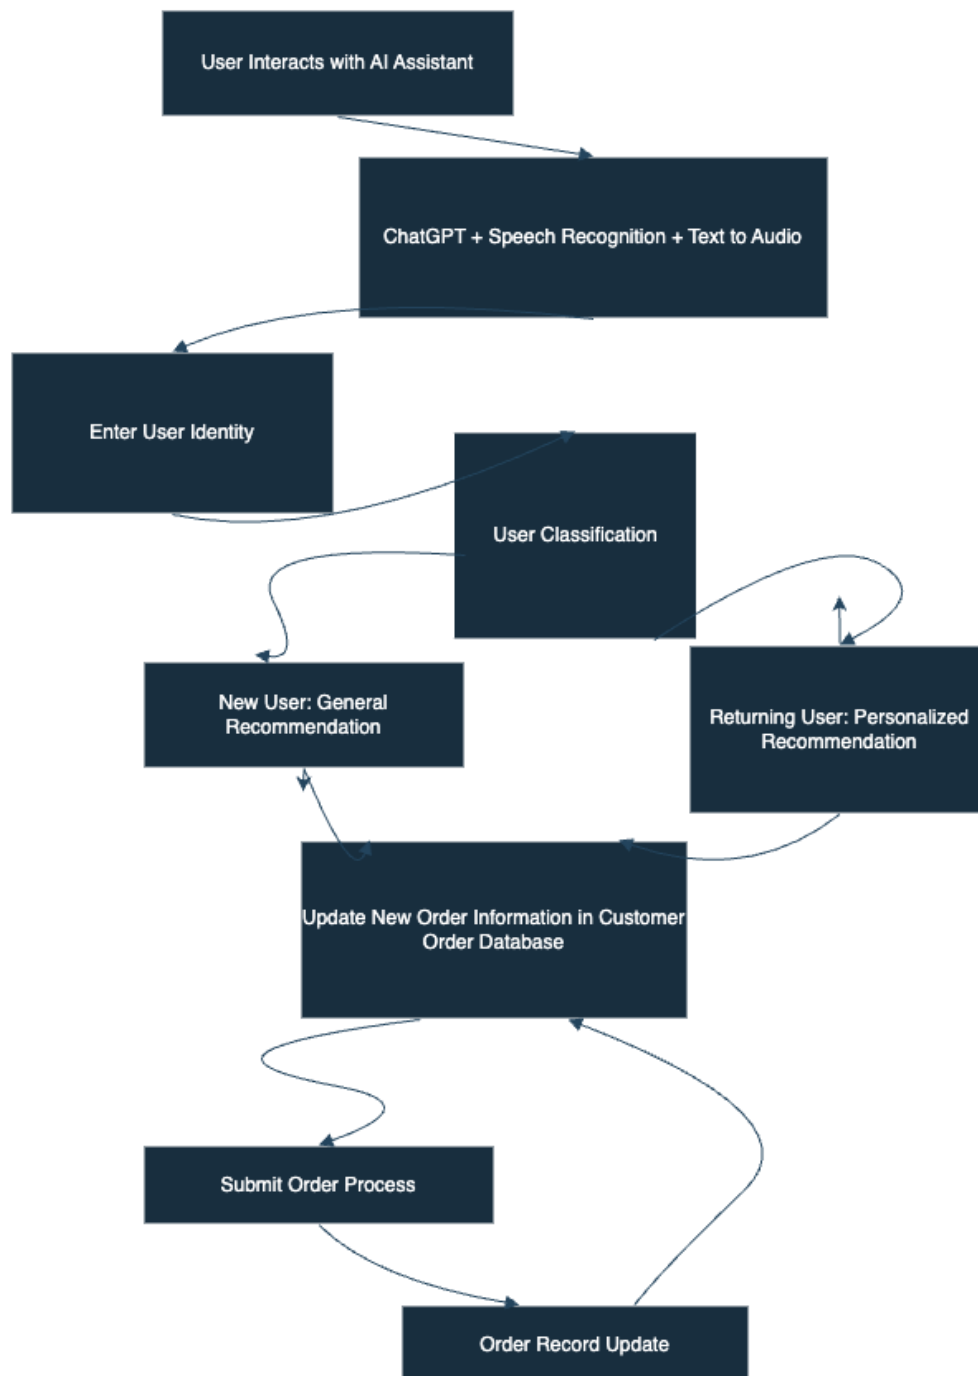 User Interacts with AI Assistant
ChatGPT + Speech Recognition + Text to Audio
Enter User Identity
User Classification
New User: General
Recommendation
Returning User: Personalized
Recommendation
Update New Order Information in Customer
Order Database
Submit Order Process
Order Record Update